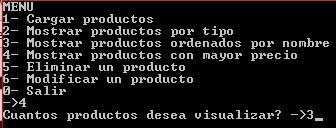 MENU
1- Cargar productos
2- Mostrar productos por tipo
3- Mostrar productos ordenados por nombre
4- Mostrar productos con mayor precio
5- Eliminar un producto
6- Modificar un producto
0- Salir
->4
Cuantos productos desea visualizar? ->3_